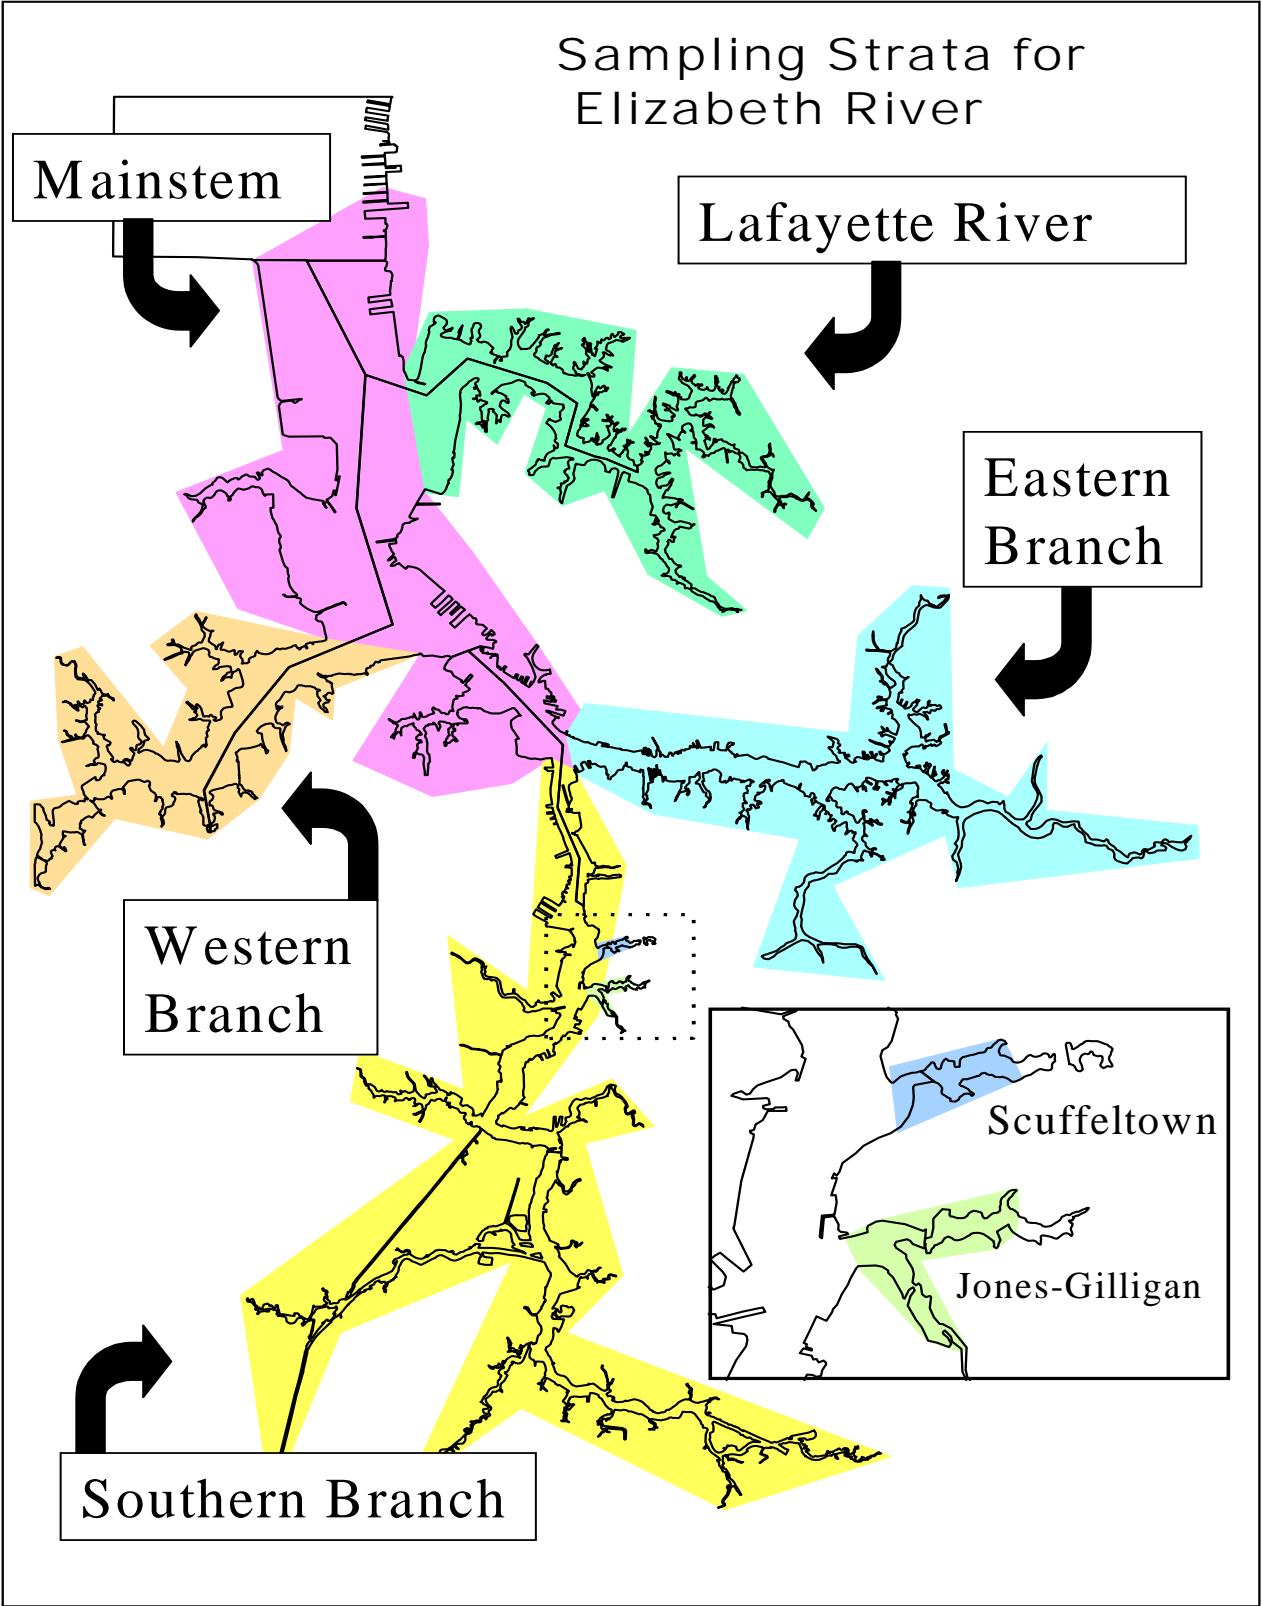 Sampling Strata for
Elizabeth River
Mainstem
Lafayette River
Eastern
Branch
Western
Branch
Scuffeltown
Jones-Gilligan
Southern Branch